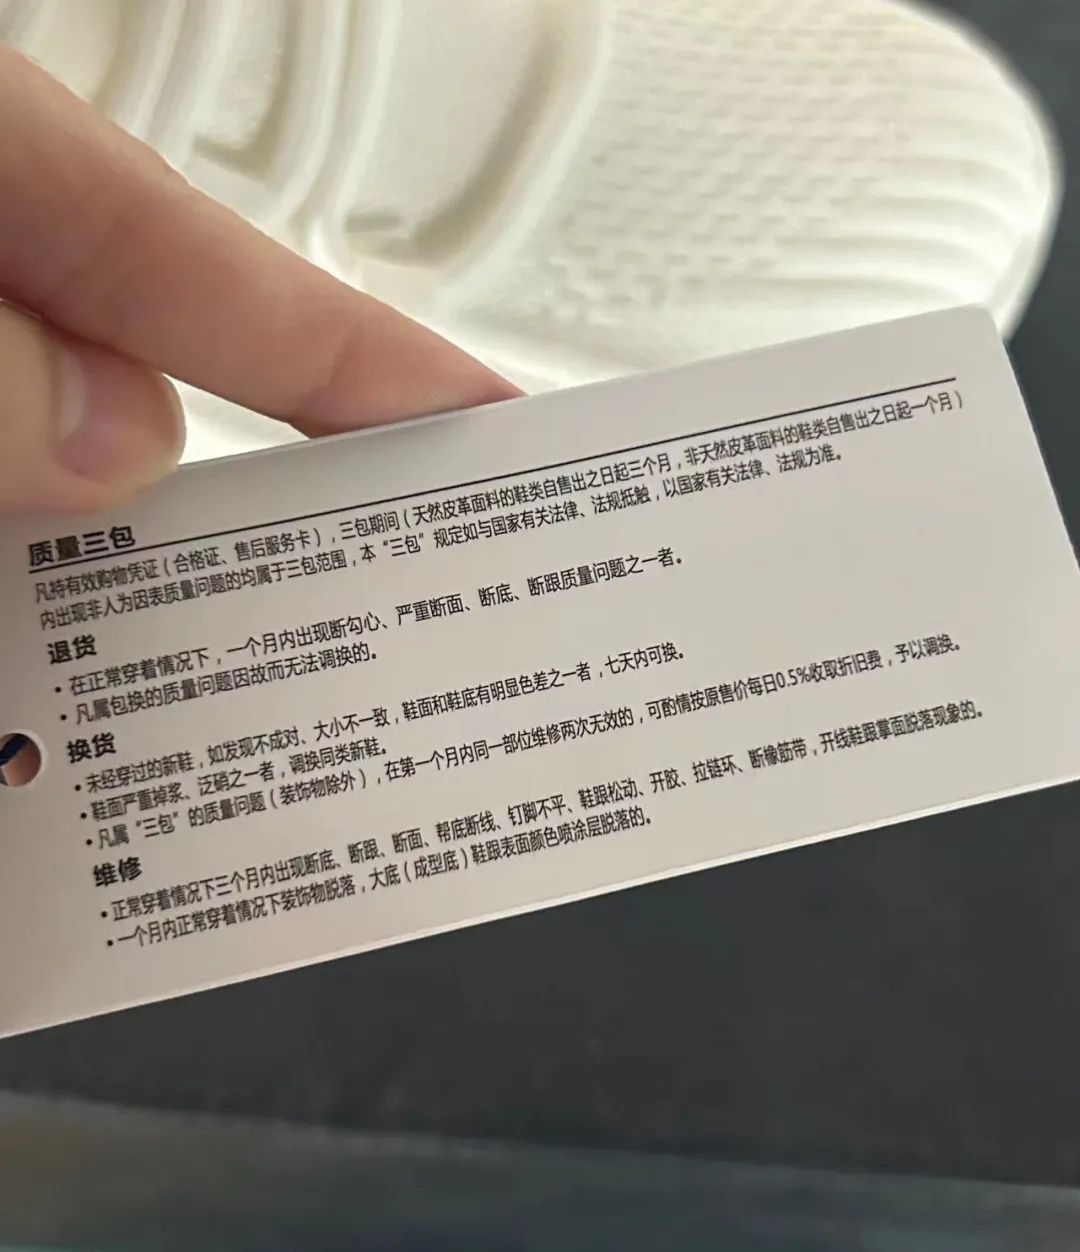 质量三包
凡持有效购物凭证（合格证、售后服务卡），三包期间（天然皮革面料的鞋类自售出之日起三个月，非天然皮革面料的鞋类自售出之日起一个月）
内出现非人为因表质量问题的均属于三包范围，本“三包”规定如与国家有关法律、法规抵触，以国家有关法律、法规为准。
退货
• 在正常穿着情况下，一个月内出现断勾心、严重断面、断底、断跟质量问题之一者。
• 凡属包换的质量问题因故而无法调换的。
换货
• 未经穿过的新鞋，如发现不成对、大小不一致，鞋面和鞋底有明显色差之一者，七天内可换。
• 鞋面严重掉浆、泛硝之一者，调换同类新鞋。
• 凡属“三包”的质量问题（装饰物除外），在第一个月内同一部位维修两次无效的，可酌情按原售价每日0.5%收取折旧费，予以调换。
维修
• 正常穿着情况下三个月内出现断底、断跟、断面、帮底断线、钉脚不平、鞋跟松动、开胶、拉链环、断橡筋带，开线鞋跟掌面脱落现象的。
• 一个月内正常穿着情况下装饰物脱落，大底（成型底）鞋跟表面颜色喷涂层脱落的。